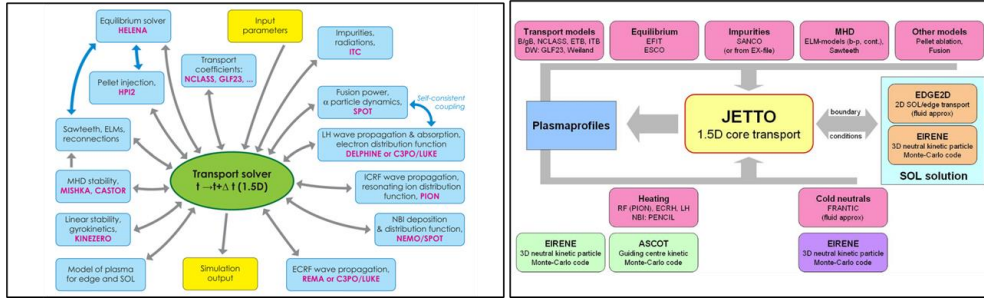 Equilibrium solver
HELENA
Input
parameters
Impurities,
radiations,
ITC
Transport
coefficients:
NCLASS, GLF23, ...
Pellet injection,
HPI2
Fusion power,
α particle dynamics,
SPOT
Self-consistent
coupling
Sawteeth, ELMs,
reconnections
LH wave propagation & absorption,
electron distribution function
DELPHINE or C3PO/LUKE
Transport solver
t →t+Δ t (1.5D)
MHD stability,
MISHKA, CASTOR
ICRF wave propagation,
resonating ion distribution
function, PION
Linear stability,
gyrokinetics,
KINEZERO
NBI deposition
& distribution function,
NEMO/SPOT
Model of plasma
for edge and SOL
Simulation
output
ECRF wave propagation,
REMA or C3PO/LUKE
Transport models
B/gB, NCLASS, ETB, ITB
DW: GLF23, Weiland
Equilibrium
EFIT
ESCO
Impurities
SANCO
(or from EX-file)
MHD
ELM-models (b-p, cont.),
Sawteeth
Other models
Pellet ablation,
Fusion
Plasmaprofiles
JETTO
1.5D core transport
boundary
conditions
EDGE2D
2D SOL/edge transport
(fluid approx)
EIRENE
3D neutral kinetic particle
Monte-Carlo code
SOL solution
Heating
RF (PION), ECRH, LH
NBI: PENCIL
Cold neutrals
FRANTIC
(fluid approx)
EIRENE
3D neutral kinetic particle
Monte-Carlo code
ASCOT
Guiding centre kinetic
Monte-Carlo code
EIRENE
3D neutral kinetic particle
Monte-Carlo code